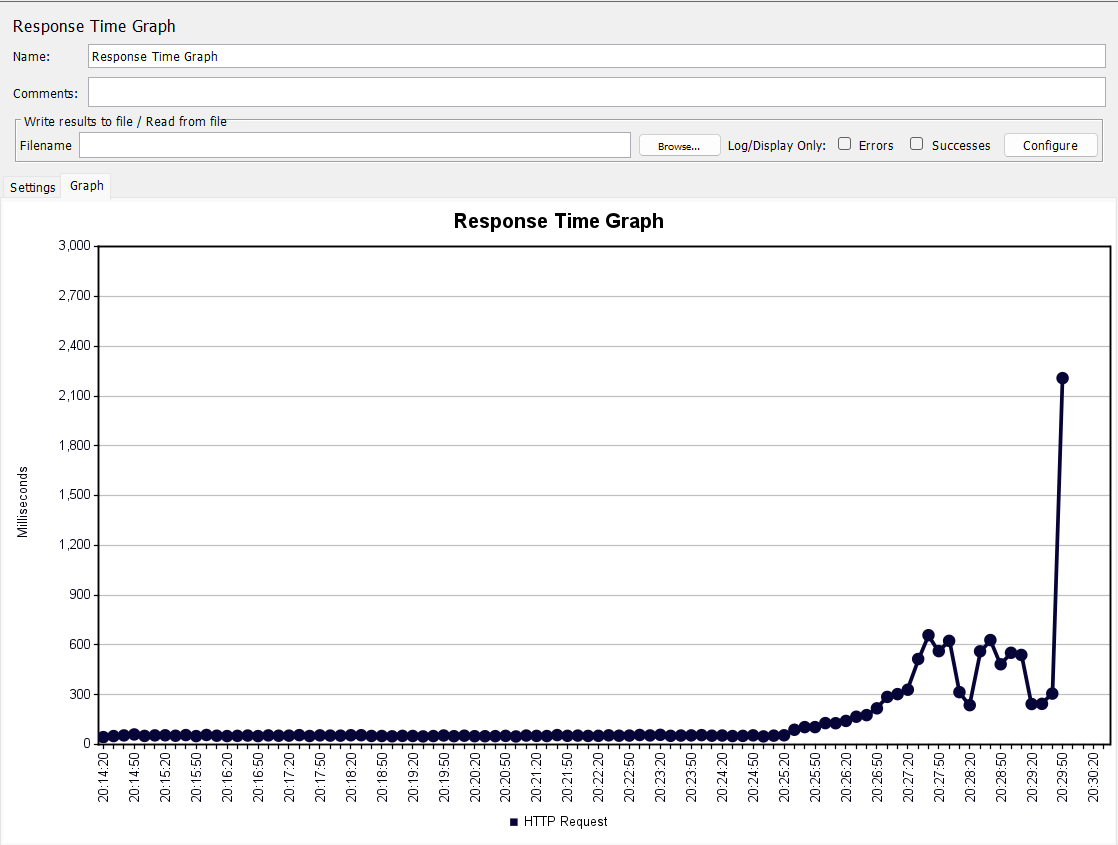 Response Time Graph
Name: Response Time Graph
Comments:
Write results to file / Read from file
Filename Browse... Log/Display Only: Errors Successes Configure
Settings Graph
Response Time Graph
3,000
2,700
2,400
2,100
1,800
1,500
1,200
900
600
300
0
Milliseconds
20:14:20 20:14:50 20:15:20 20:15:50 20:16:20 20:16:50 20:17:20 20:17:50 20:18:20 20:18:50 20:19:20 20:19:50 20:20:20 20:20:50 20:21:20 20:21:50 20:22:20 20:22:50 20:23:20 20:23:50 20:24:20 20:24:50 20:25:20 20:25:50 20:26:20 20:26:50 20:27:20 20:27:50 20:28:20 20:28:50 20:29:20 20:29:50 20:30:20
HTTP Request